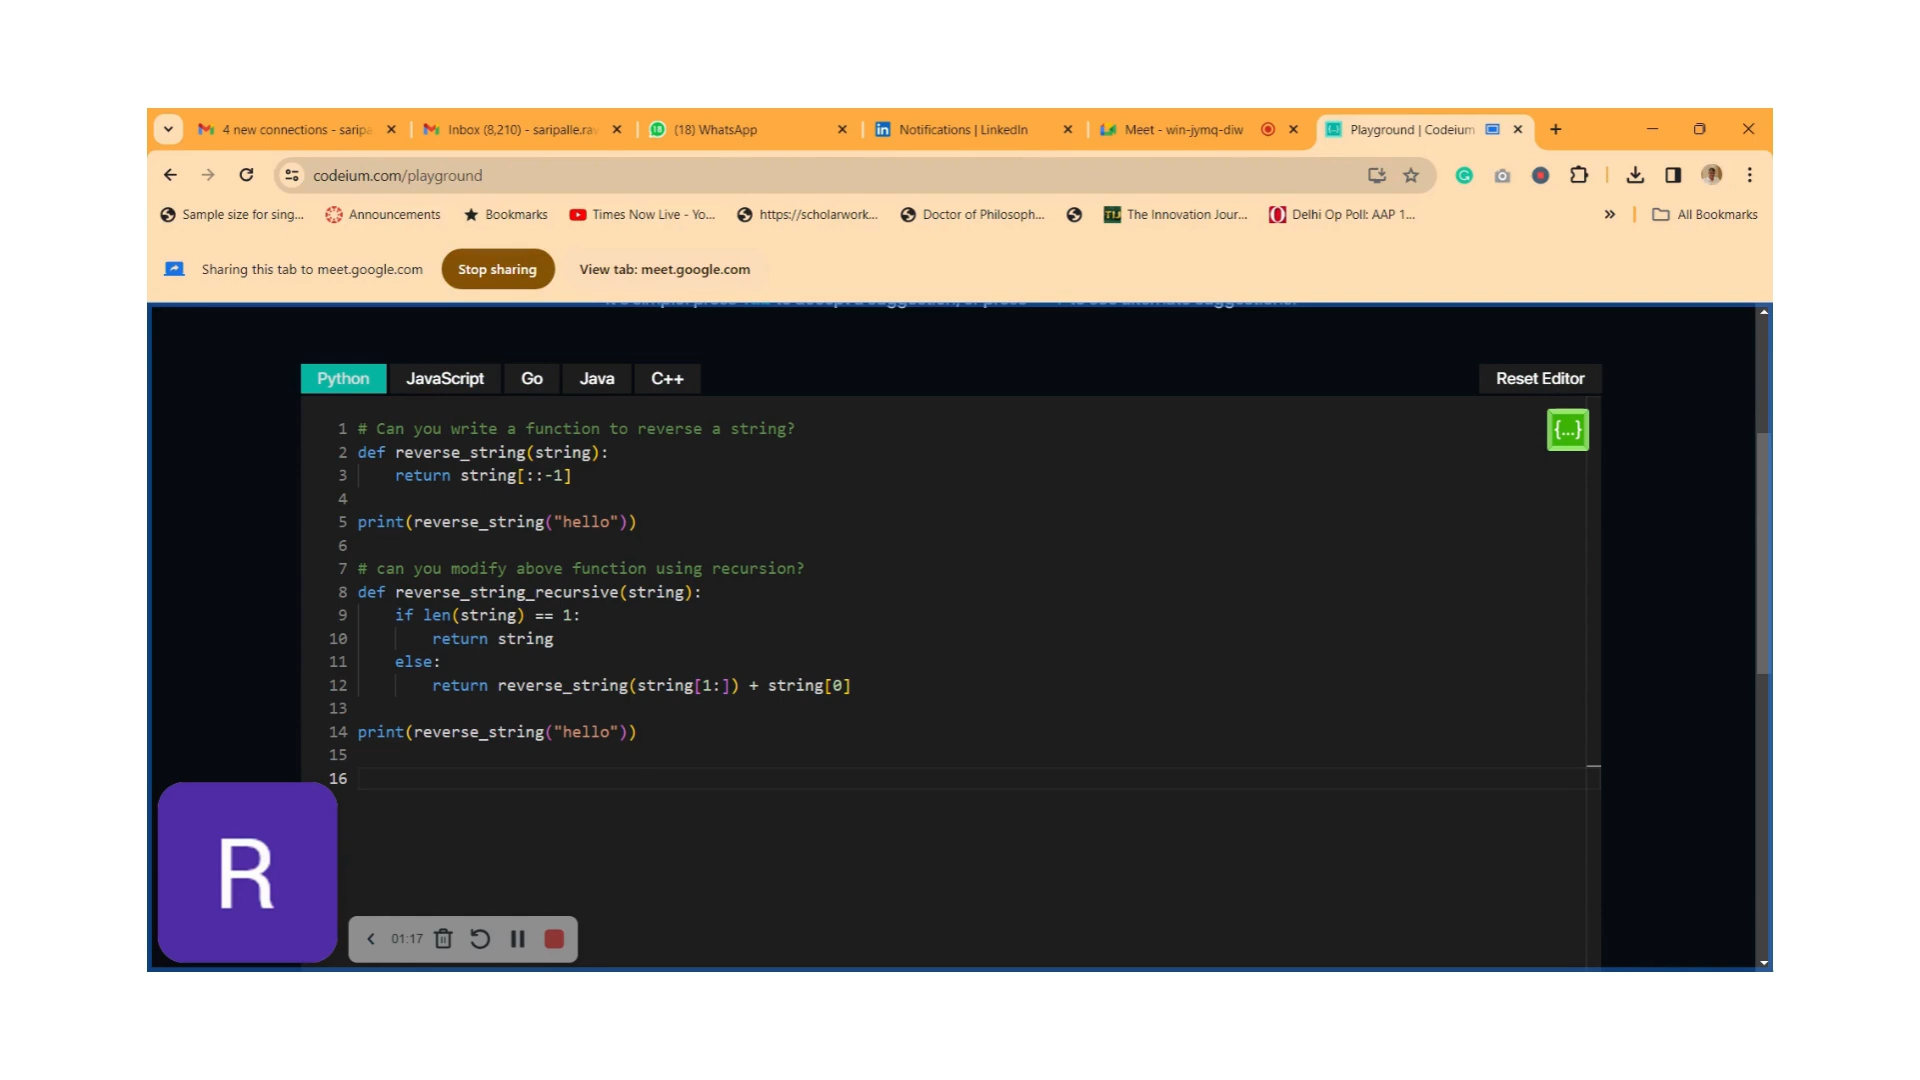 4 new connections - saripa
Inbox (8,210) - saripalle.rav
(18) WhatsApp
Notifications | LinkedIn
Meet - win-jymq-diw
Playground | Codeium
codeium.com/playground
Sample size for sing...
Announcements
Bookmarks
Times Now Live - Yo...
https://scholarwork...
Doctor of Philosoph...
The Innovation Jour...
Delhi Op Poll: AAP 1...
All Bookmarks
Sharing this tab to meet.google.com
Stop sharing
View tab: meet.google.com
Python
JavaScript
Go
Java
C++
Reset Editor
1 # Can you write a function to reverse a string?
2 def reverse_string(string):
3 return string[::-1]
4
5 print(reverse_string("hello"))
6
7 # can you modify above function using recursion?
8 def reverse_string_recursive(string):
9 if len(string) == 1:
10 return string
11 else:
12 return reverse_string(string[1:]) + string[0]
13
14 print(reverse_string("hello"))
15
16
{...}
R
01:17